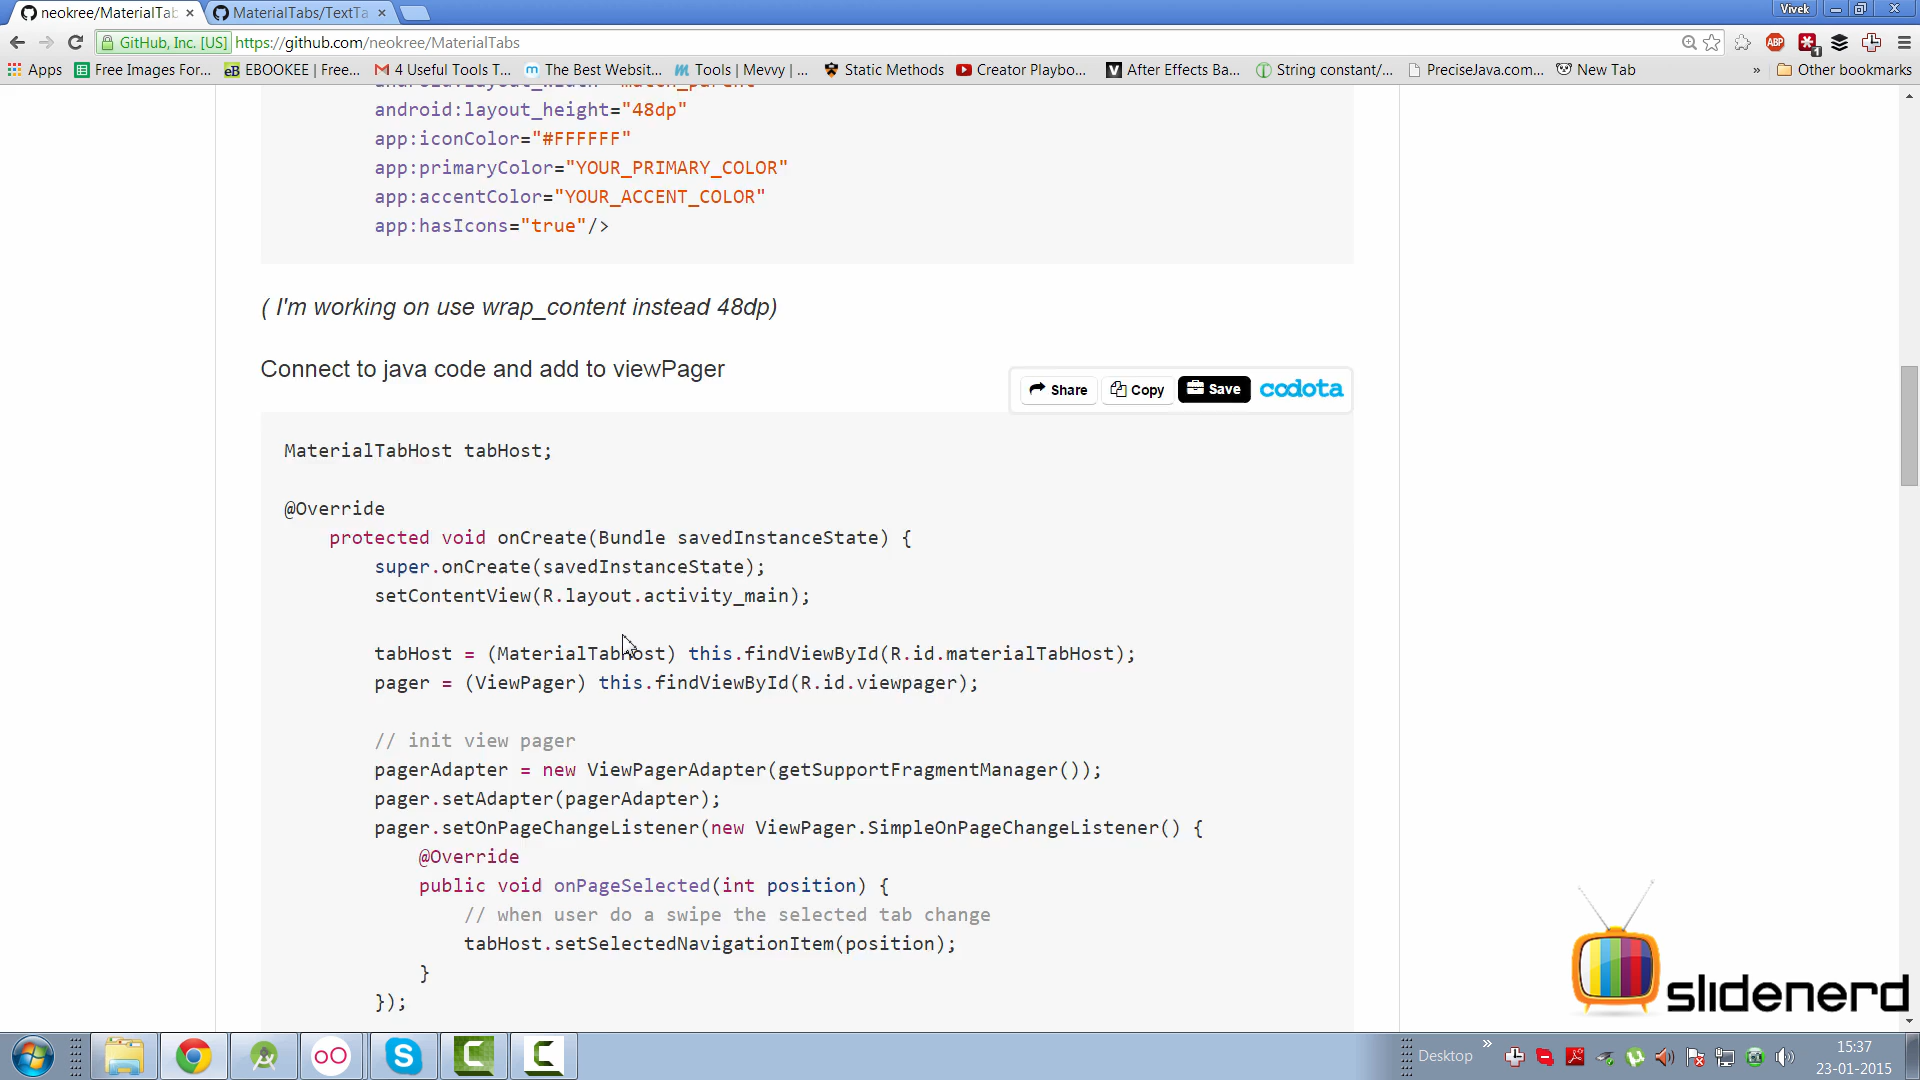 neokree/MaterialTab
MaterialTabs/TextTa
Vivek
GitHub, Inc. [US]
https://github.com/neokree/MaterialTabs
ABP
1
Apps
Free Images For...
EBOOKEE | Free...
4 Useful Tools T...
The Best Websit...
Tools | Mevvy | ...
Static Methods
Creator Playbo...
After Effects Ba...
String constant/...
PreciseJava.com...
New Tab
»
Other bookmarks
android:layout_width="match_parent"
android:layout_height="48dp"
app:iconColor="#FFFFFF"
app:primaryColor="YOUR_PRIMARY_COLOR"
app:accentColor="YOUR_ACCENT_COLOR"
app:hasIcons="true"/>
( I'm working on use wrap_content instead 48dp)
Connect to java code and add to viewPager
Share
Copy
Save
codota
MaterialTabHost tabHost;
@Override
protected void onCreate(Bundle savedInstanceState) {
super.onCreate(savedInstanceState);
setContentView(R.layout.activity_main);
tabHost = (MaterialTabHost) this.findViewById(R.id.materialTabHost);
pager = (ViewPager) this.findViewById(R.id.viewpager);
// init view pager
pagerAdapter = new ViewPagerAdapter(getSupportFragmentManager());
pager.setAdapter(pagerAdapter);
pager.setOnPageChangeListener(new ViewPager.SimpleOnPageChangeListener() {
@Override
public void onPageSelected(int position) {
// when user do a swipe the selected tab change
tabHost.setSelectedNavigationItem(position);
}
});
slidenerd
Desktop
»
15:37
23-01-2015